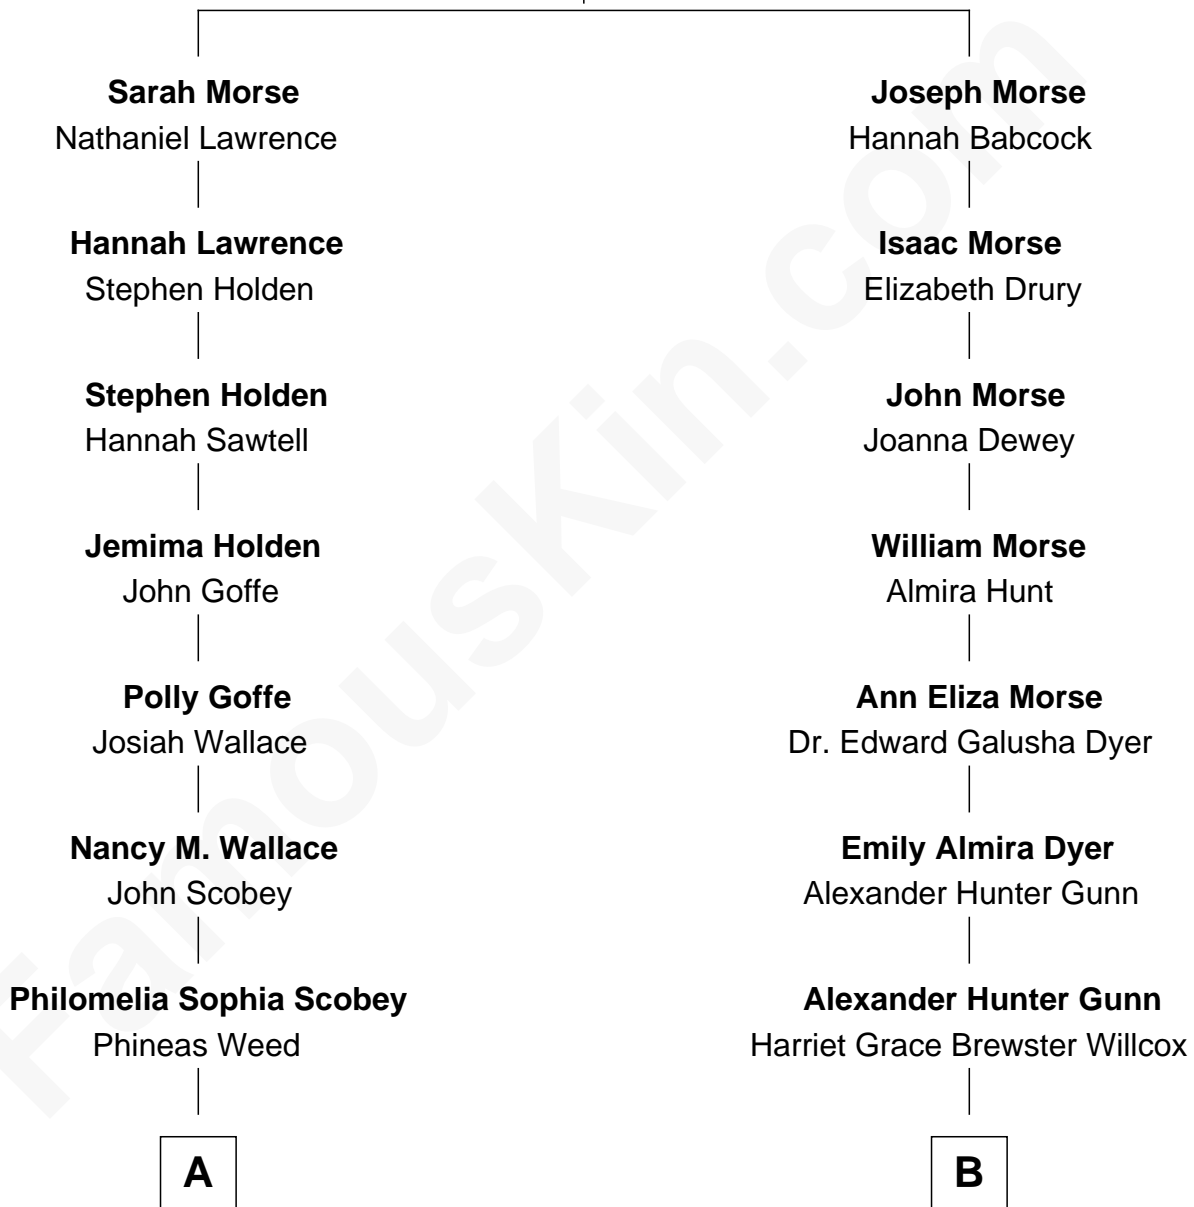 Sarah Morse
Nathaniel Lawrence
Hannah Lawrence
Stephen Holden
Stephen Holden
Hannah Sawtell
Jemima Holden
John Goffe
Polly Goffe
Josiah Wallace
Nancy M. Wallace
John Scobey
Philomelia Sophia Scobey
Phineas Weed
A
Joseph Morse
Hannah Babcock
Isaac Morse
Elizabeth Drury
John Morse
Joanna Dewey
William Morse
Almira Hunt
Ann Eliza Morse
Dr. Edward Galusha Dyer
Emily Almira Dyer
Alexander Hunter Gunn
Alexander Hunter Gunn
Harriet Grace Brewster Willcox
B
FamousKin.com